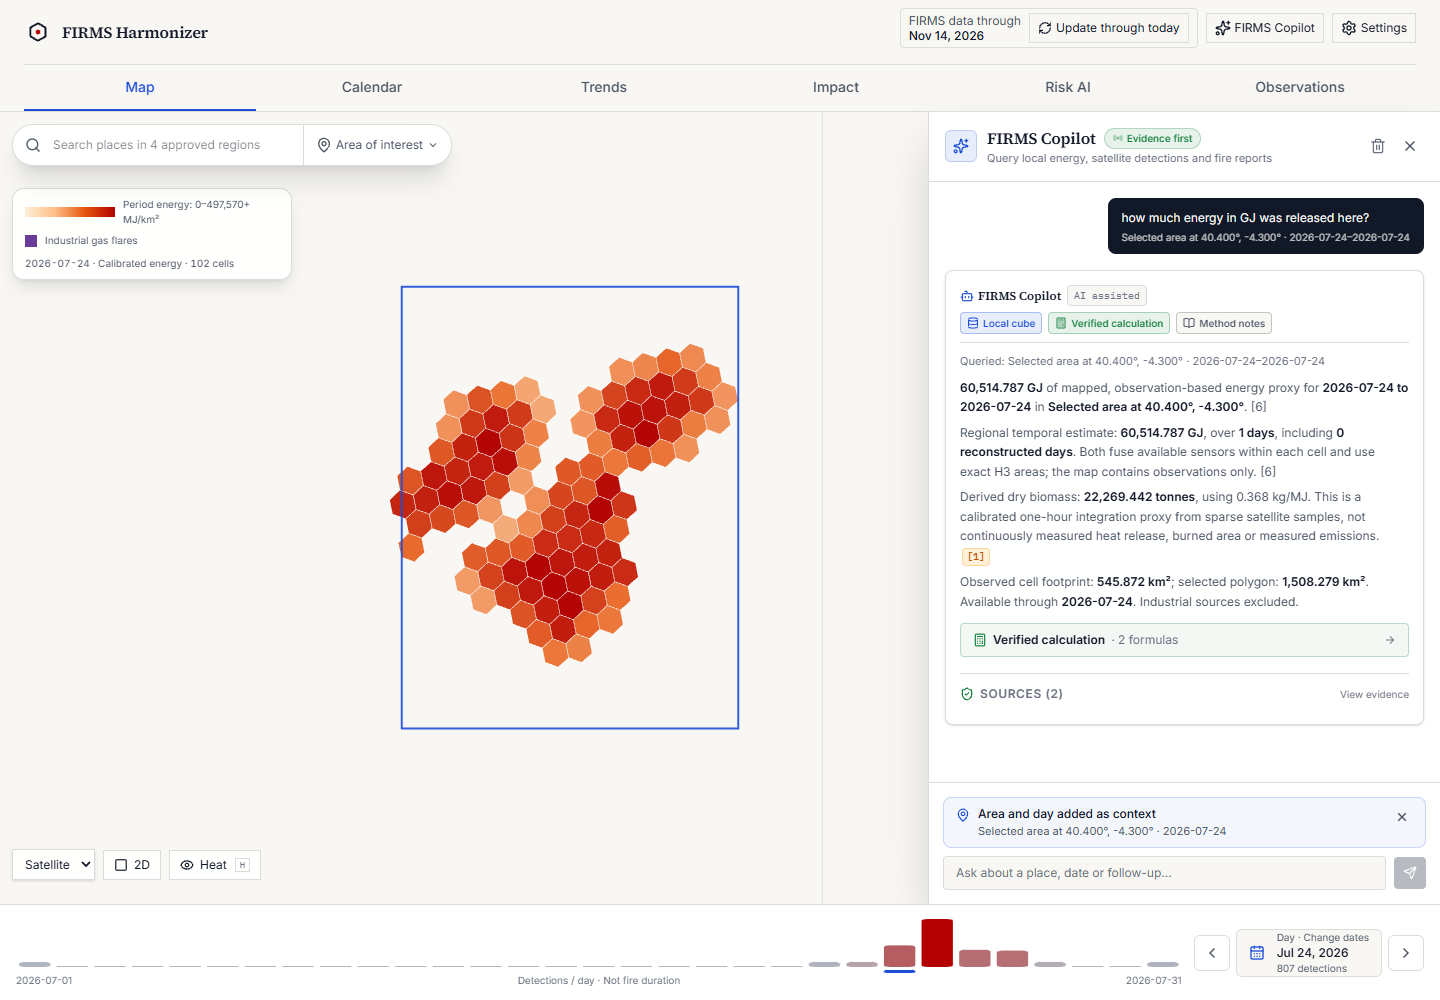 FIRMS Harmonizer
FIRMS data through
Nov 14, 2026
Update through today
FIRMS Copilot
Settings
Map
Calendar
Trends
Impact
Risk AI
Observations
Search places in 4 approved regions
Area of interest
Period energy: 0–497,570+
MJ/km²
Industrial gas flares
2026-07-24 · Calibrated energy · 102 cells
FIRMS Copilot
Evidence first
Query local energy, satellite detections and fire reports
how much energy in GJ was released here?
Selected area at 40.400°, -4.300° · 2026-07-24–2026-07-24
FIRMS Copilot
AI assisted
Local cube
Verified calculation
Method notes
Queried: Selected area at 40.400°, -4.300° · 2026-07-24–2026-07-24
60,514.787 GJ of mapped, observation-based energy proxy for 2026-07-24 to
2026-07-24 in Selected area at 40.400°, -4.300°. [6]
Regional temporal estimate: 60,514.787 GJ, over 1 days, including 0
reconstructed days. Both fuse available sensors within each cell and use
exact H3 areas; the map contains observations only. [6]
Derived dry biomass: 22,269.442 tonnes, using 0.368 kg/MJ. This is a
calibrated one-hour integration proxy from sparse satellite samples, not
continuously measured heat release, burned area or measured emissions.
[1]
Observed cell footprint: 545.872 km²; selected polygon: 1,508.279 km².
Available through 2026-07-24. Industrial sources excluded.
Verified calculation · 2 formulas
SOURCES (2)
View evidence
Area and day added as context
Selected area at 40.400°, -4.300° · 2026-07-24
Ask about a place, date or follow-up...
Satellite
2D
Heat
H
2026-07-01
Detections / day · Not fire duration
2026-07-31
Day · Change dates
Jul 24, 2026
807 detections